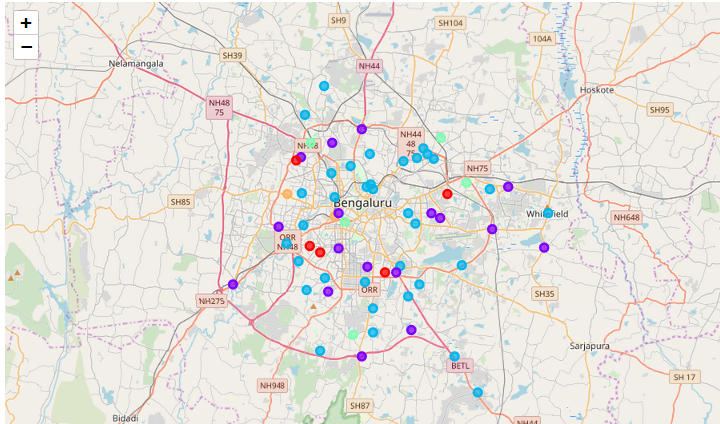 +
−
SH9
SH104
104A
SH39
Nelamangala
NH44
Hoskote
NH48
75
SH95
NH44
48
75
NH48
NH75
SH85
Bengaluru
Whitefield
NH648
ORR
NH48
NH275
ORR
SH35
Sarjapura
BETL
NH948
SH 17
SH87
Bidadi
NH44